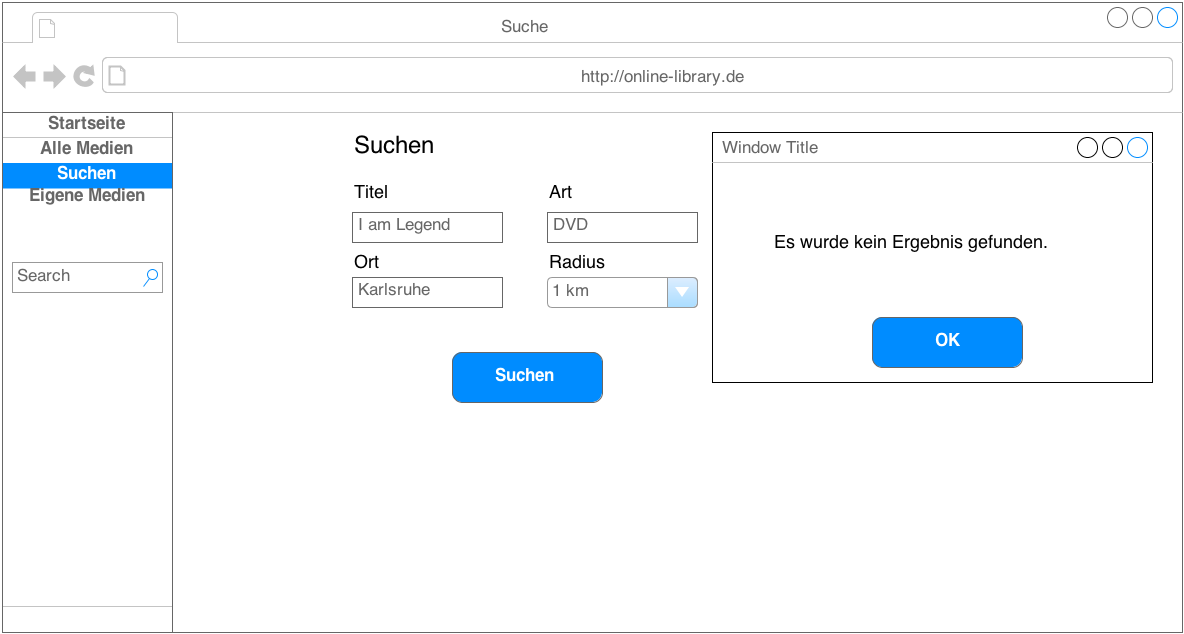 Suche
http://online-library.de
Startseite
Alle Medien
Suchen
Eigene Medien
Search
Suchen
Titel
Art
I am Legend
DVD
Ort
Radius
Karlsruhe
1 km
Suchen
Window Title
Es wurde kein Ergebnis gefunden.
OK